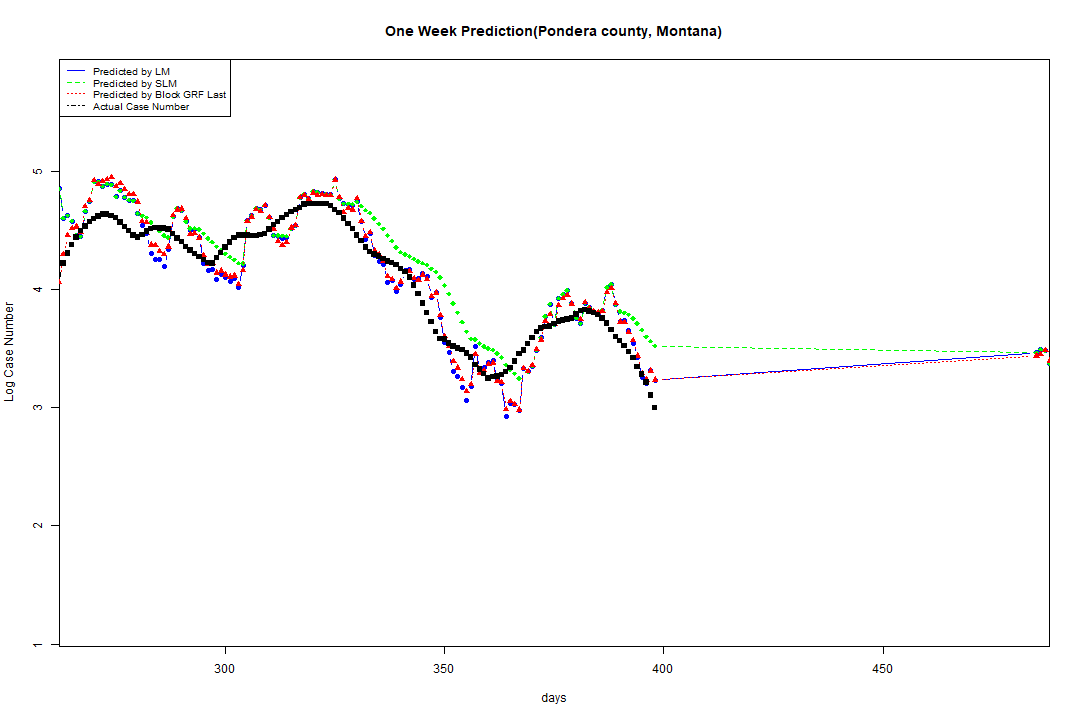 One Week Prediction(Pondera county, Montana)
Predicted by LM
Predicted by SLM
Predicted by Block GRF Last
Actual Case Number
Log Case Number
5
4
3
2
1
300
350
400
450
days